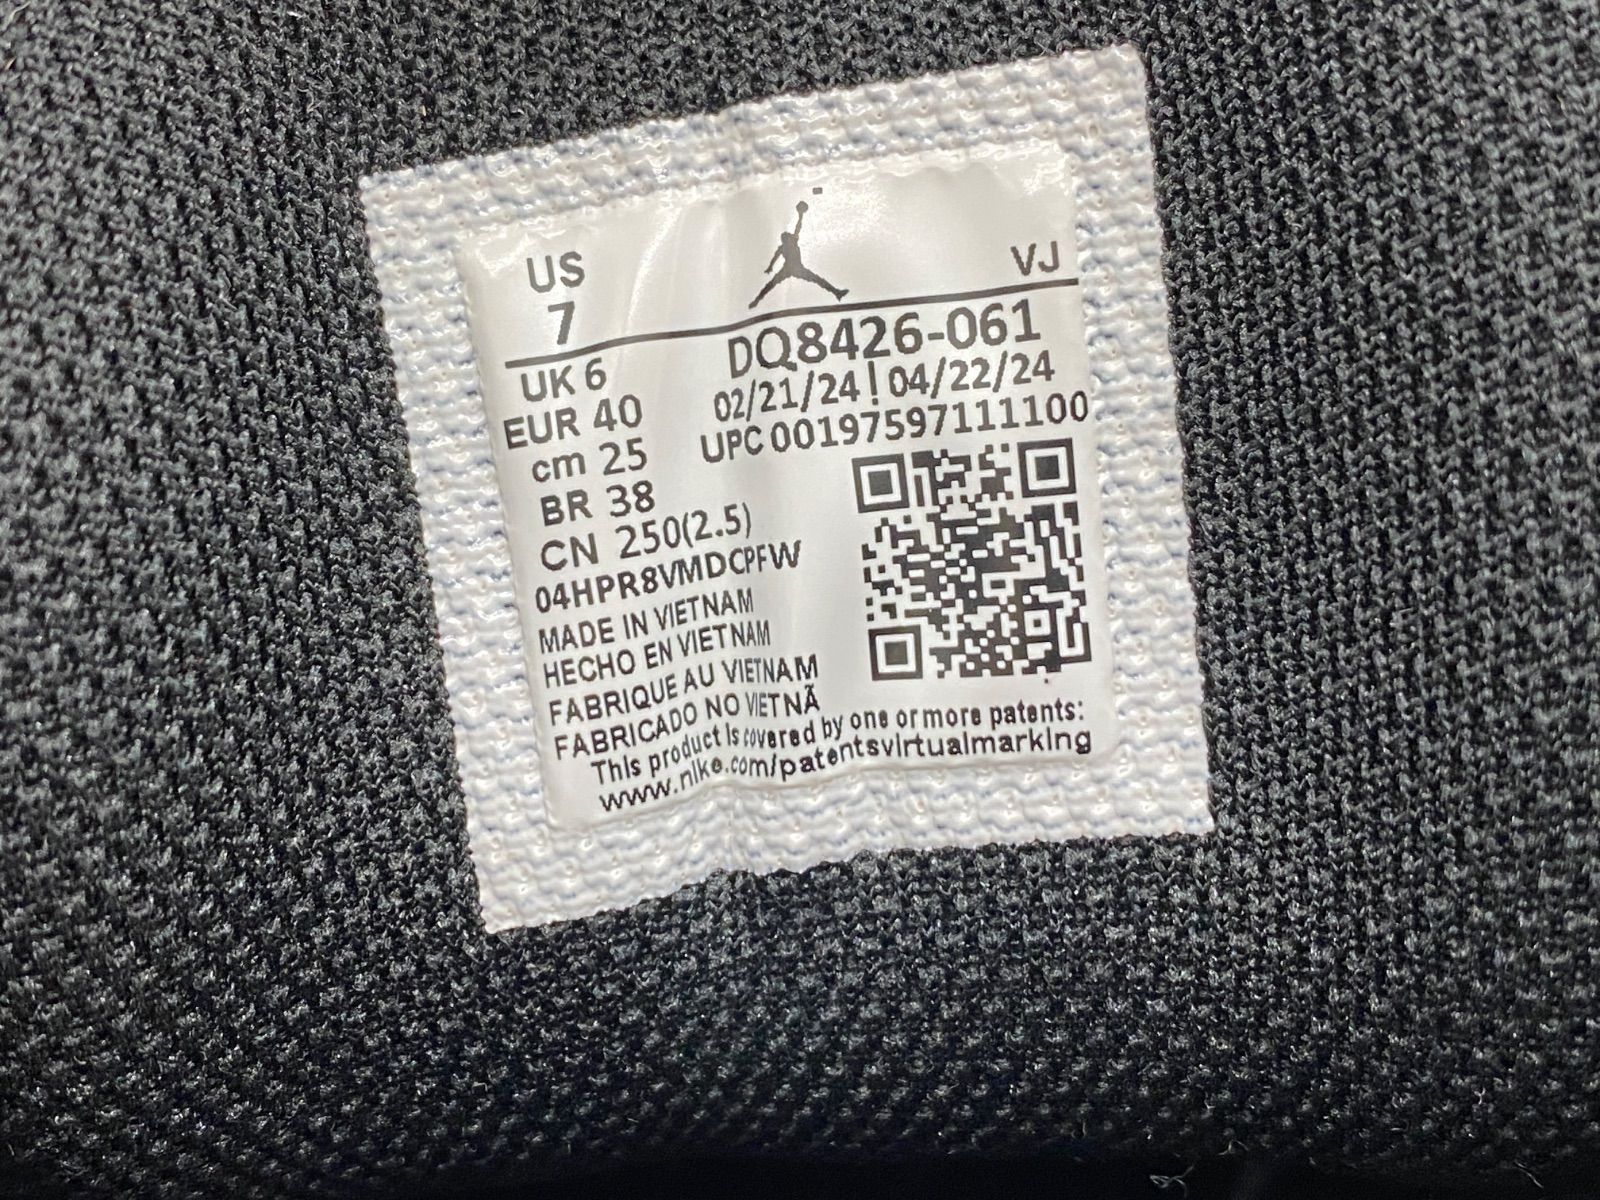 US
7
VJ
UK 6
EUR 40
cm 25
BR 38
CN 250(2.5)
DQ8426-061
02/21/24 ! 04/22/24
UPC 00197597111100
04HPR8VMDCPFW
MADE IN VIETNAM
HECHO EN VIETNAM
FABRIQUE AU VIETNAM
FABRICADO NO VIETNÃ
This product is covered by one or more patents:
www.nike.com/patentsvirtualmarking